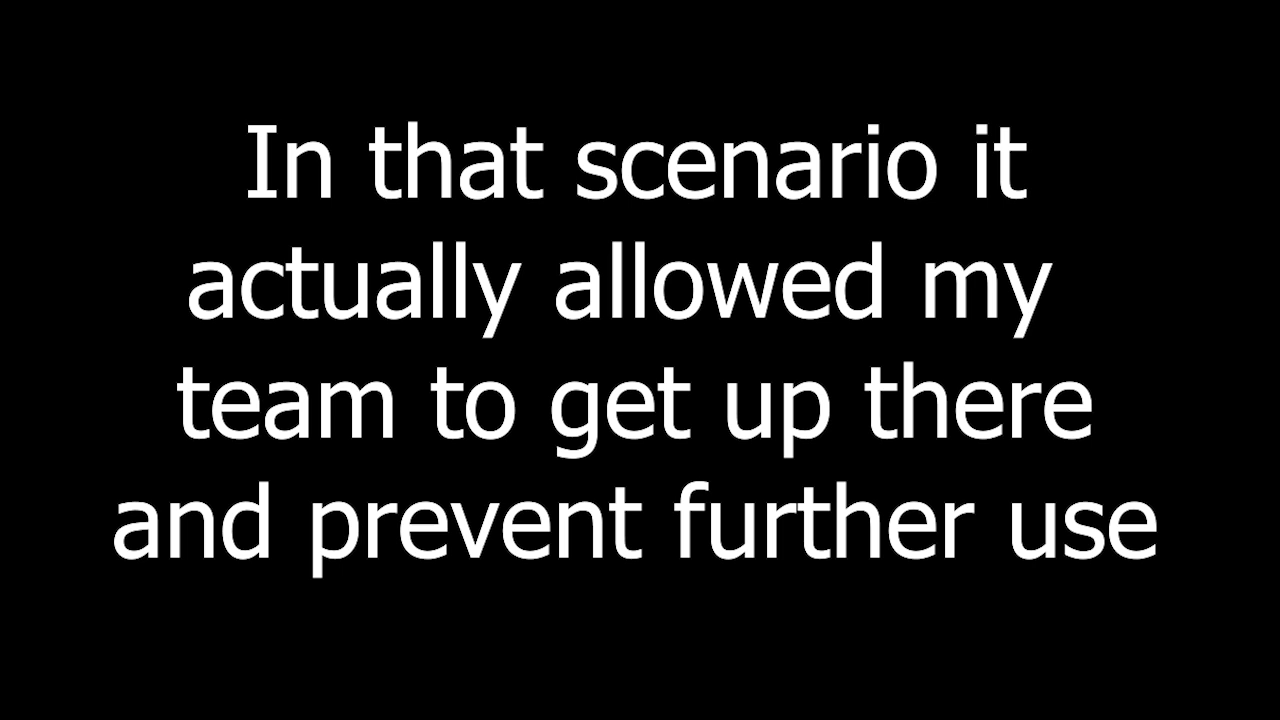 In that scenario it
actually allowed my
team to get up there
and prevent further use